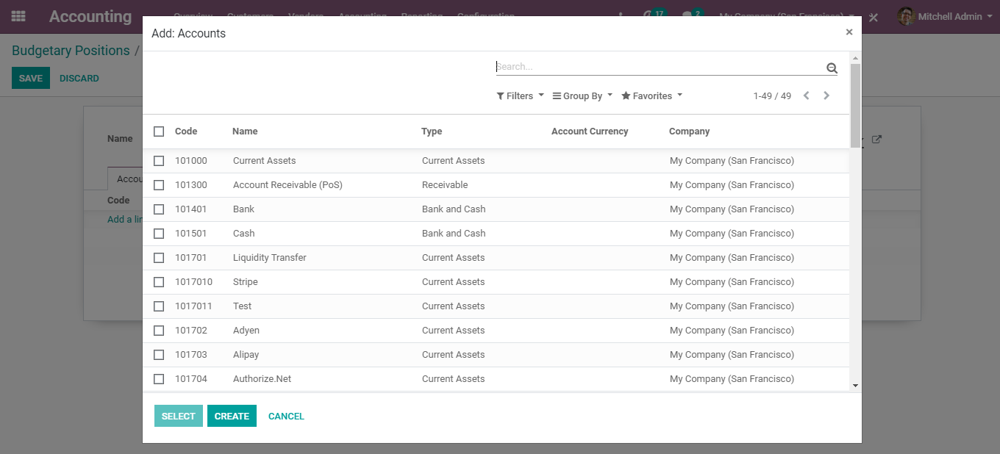 Accounting Overview Customers Vendors Accounting Reporting Configuration 17 2 My Company (San Francisco) Mitchell Admin
Add: Accounts ×
Budgetary Positions /
SAVE DISCARD
Search...
Filters Group By Favorites 1-49 / 49
Name
Code Name Type Account Currency Company
101000 Current Assets Current Assets My Company (San Francisco)
Accou
101300 Account Receivable (PoS) Receivable My Company (San Francisco)
Code
101401 Bank Bank and Cash My Company (San Francisco)
Add a lin
101501 Cash Bank and Cash My Company (San Francisco)
101701 Liquidity Transfer Current Assets My Company (San Francisco)
1017010 Stripe Current Assets My Company (San Francisco)
1017011 Test Current Assets My Company (San Francisco)
101702 Adyen Current Assets My Company (San Francisco)
101703 Alipay Current Assets My Company (San Francisco)
101704 Authorize.Net Current Assets My Company (San Francisco)
SELECT CREATE CANCEL